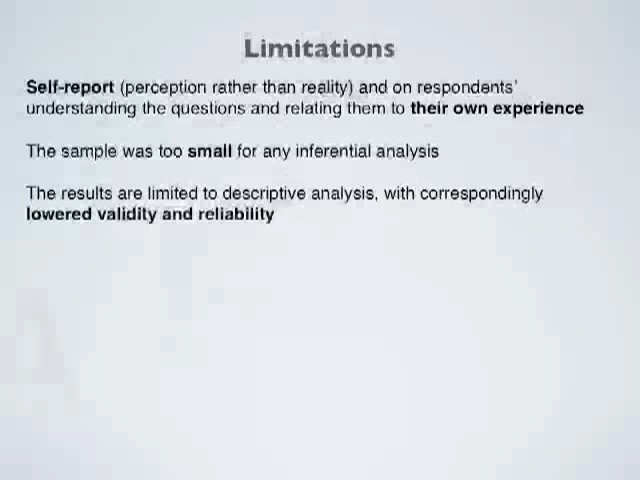 Limitations
Self-report (perception rather than reality) and on respondents'
understanding the questions and relating them to their own experience
The sample was too small for any inferential analysis
The results are limited to descriptive analysis, with correspondingly
lowered validity and reliability